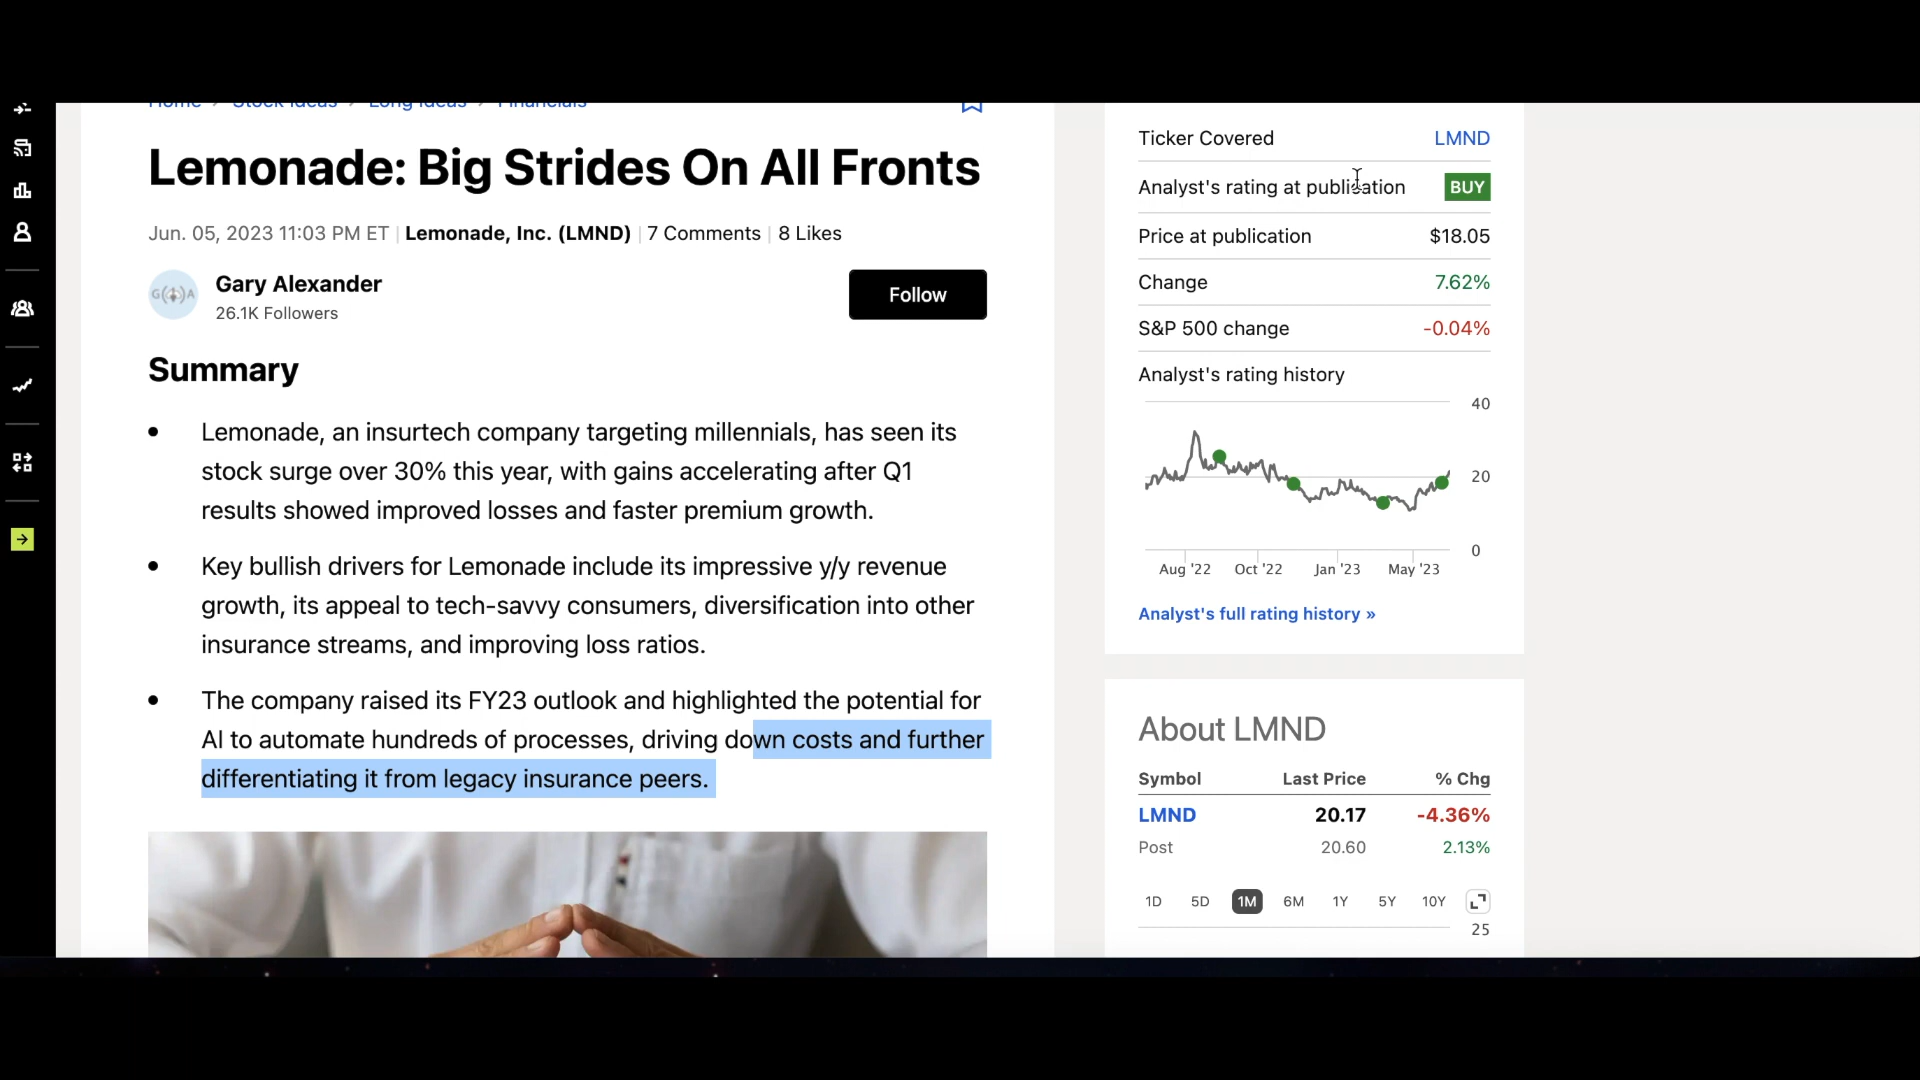 Home Stock Ideas Long Ideas Financials
Lemonade: Big Strides On All Fronts
Jun. 05, 2023 11:03 PM ET | Lemonade, Inc. (LMND) | 7 Comments | 8 Likes
G A
Gary Alexander
26.1K Followers
Follow
Summary
• Lemonade, an insurtech company targeting millennials, has seen its
stock surge over 30% this year, with gains accelerating after Q1
results showed improved losses and faster premium growth.
• Key bullish drivers for Lemonade include its impressive y/y revenue
growth, its appeal to tech-savvy consumers, diversification into other
insurance streams, and improving loss ratios.
• The company raised its FY23 outlook and highlighted the potential for
AI to automate hundreds of processes, driving down costs and further
differentiating it from legacy insurance peers.
Ticker Covered LMND
Analyst's rating at publication BUY
Price at publication $18.05
Change 7.62%
S&P 500 change -0.04%
Analyst's rating history
40
20
0
Aug '22 Oct '22 Jan '23 May '23
Analyst's full rating history »
About LMND
Symbol Last Price % Chg
LMND 20.17 -4.36%
Post 20.60 2.13%
1D 5D 1M 6M 1Y 5Y 10Y
25